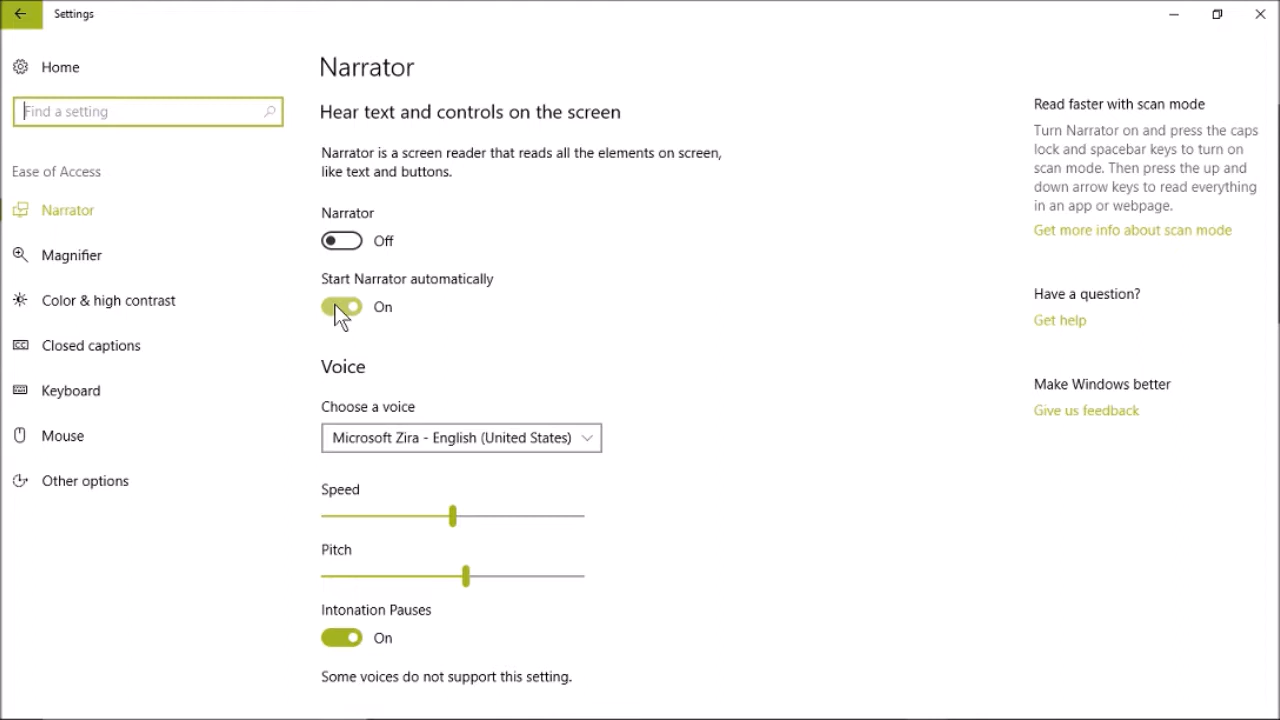 Settings
Home
Find a setting
Ease of Access
Narrator
Magnifier
Color & high contrast
Closed captions
Keyboard
Mouse
Other options
Narrator
Hear text and controls on the screen
Narrator is a screen reader that reads all the elements on screen,
like text and buttons.
Narrator
Off
Start Narrator automatically
On
Voice
Choose a voice
Microsoft Zira - English (United States)
Speed
Pitch
Intonation Pauses
On
Some voices do not support this setting.
Read faster with scan mode
Turn Narrator on and press the caps
lock and spacebar keys to turn on
scan mode. Then press the up and
down arrow keys to read everything
in an app or webpage.
Get more info about scan mode
Have a question?
Get help
Make Windows better
Give us feedback